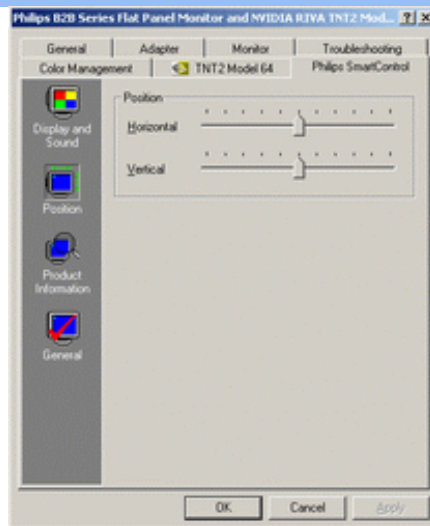 Philips B2B Series Flat Panel Monitor and NVIDIA RIVA TNT2 Mod... ? X
General Adapter Monitor Troubleshooting
Color Management TNT2 Model 64 Philips SmartControl
Display and
Sound
Position
Product
Information
General
Position
Horizontal
Vertical
OK Cancel Apply